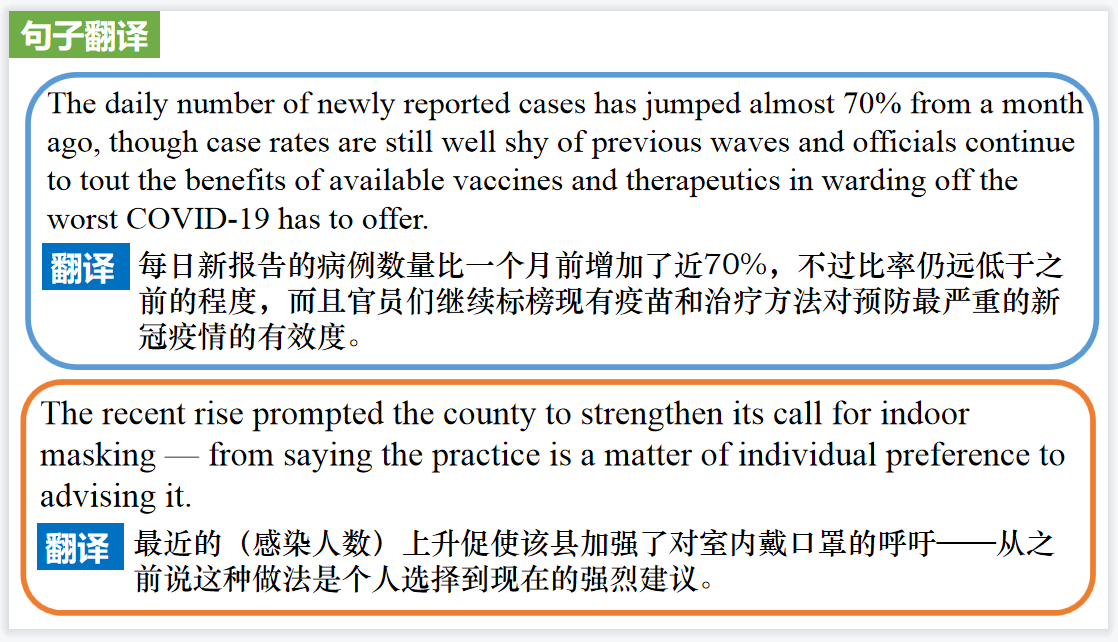 句子翻译
The daily number of newly reported cases has jumped almost 70% from a month
ago, though case rates are still well shy of previous waves and officials continue
to tout the benefits of available vaccines and therapeutics in warding off the
worst COVID-19 has to offer.
翻译 每日新报告的病例数量比一个月前增加了近70%，不过比率仍远低于之
前的程度，而且官员们继续标榜现有疫苗和治疗方法对预防最严重的新
冠疫情的有效度。
The recent rise prompted the county to strengthen its call for indoor
masking — from saying the practice is a matter of individual preference to
advising it.
翻译 最近的（感染人数）上升促使该县加强了对室内戴口罩的呼吁——从之
前说这种做法是个人选择到现在的强烈建议。